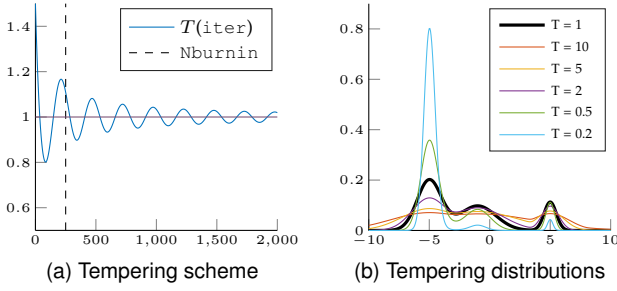 1.4
1.2
1
0.8
0.6
0
500
1,000
1,500
2,000
T(iter)
Nburnin
(a) Tempering scheme
0.8
0.6
0.4
0.2
0
−10
−5
0
5
10
T = 1
T = 10
T = 5
T = 2
T = 0.5
T = 0.2
(b) Tempering distributions